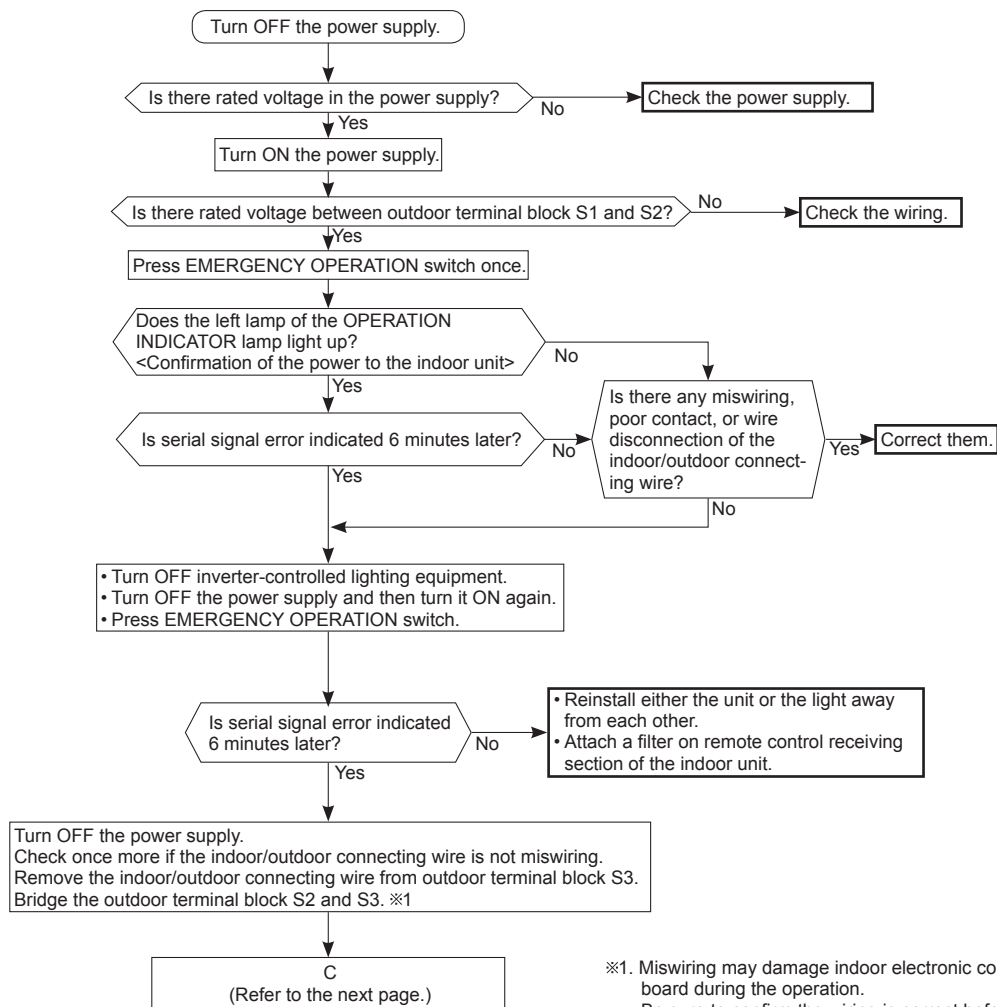 Turn OFF the power supply.
Is there rated voltage in the power supply?
No
Check the power supply.
Yes
Turn ON the power supply.
Is there rated voltage between outdoor terminal block S1 and S2?
No
Check the wiring.
Yes
Press EMERGENCY OPERATION switch once.
Does the left lamp of the OPERATION
INDICATOR lamp light up?
<Confirmation of the power to the indoor unit>
No
Yes
Is there any miswiring,
poor contact, or wire
disconnection of the
indoor/outdoor connect-
ing wire?
Yes
Correct them.
Is serial signal error indicated 6 minutes later?
No
Yes
No
• Turn OFF inverter-controlled lighting equipment.
• Turn OFF the power supply and then turn it ON again.
• Press EMERGENCY OPERATION switch.
Is serial signal error indicated
6 minutes later?
No
• Reinstall either the unit or the light away
from each other.
• Attach a filter on remote control receiving
section of the indoor unit.
Yes
Turn OFF the power supply.
Check once more if the indoor/outdoor connecting wire is not miswiring.
Remove the indoor/outdoor connecting wire from outdoor terminal block S3.
Bridge the outdoor terminal block S2 and S3. ※1
C
(Refer to the next page.)
※1. Miswiring may damage indoor electronic co
board during the operation.